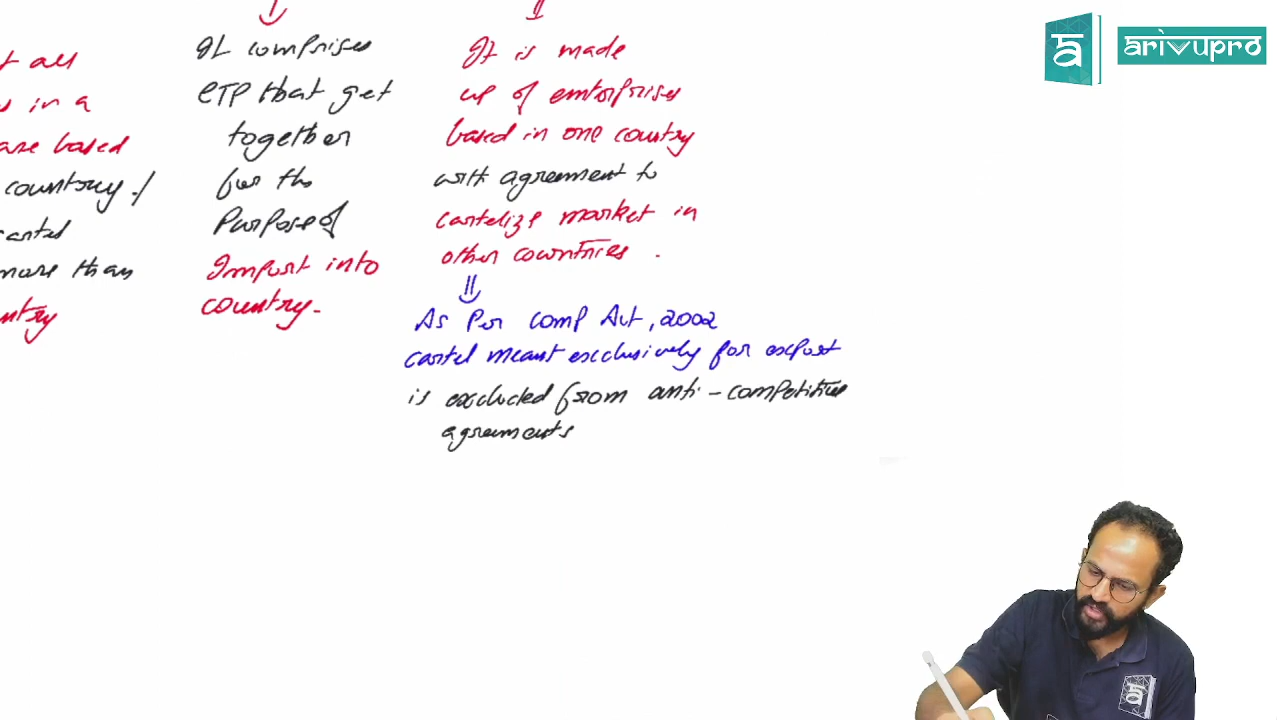 t all
s in a
are based
country./
cartel
more than
ntry
It comprises
ETP that get
together
for the
Purpose of
Import into
country.
It is made
up of enterprises
based in one country
with agreement to
cartelize market in
other countries.
As Per Comp Act, 2002
cartel meant exclusively for export
is excluded from anti-competitive
agreements
arivupro